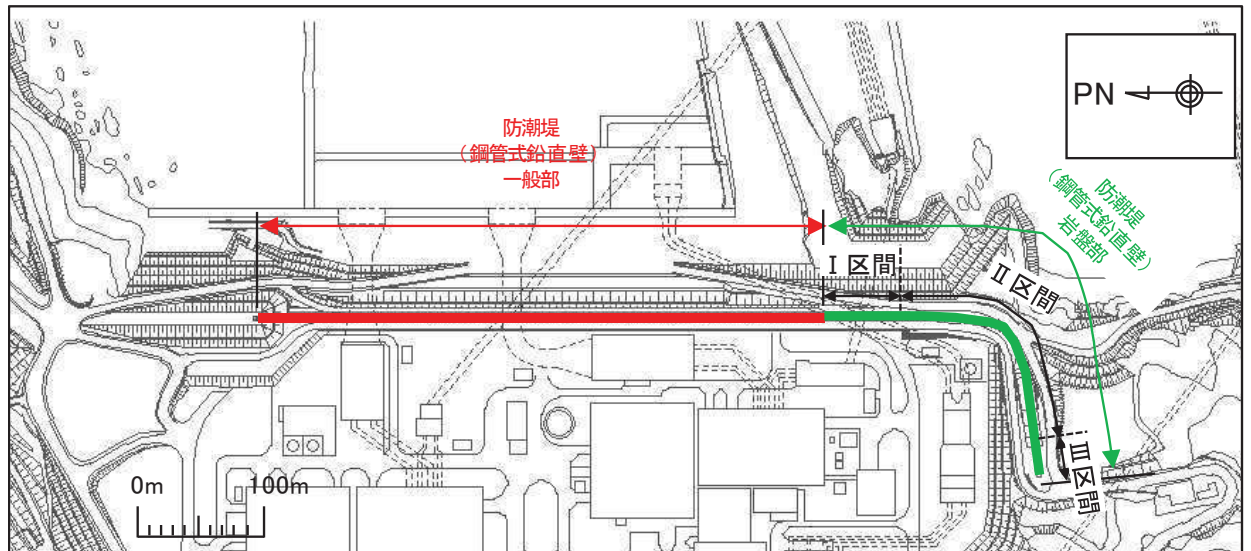 防潮堤
(鋼管式鉛直壁)
一般部
PN
防潮堤
(鋼管式鉛直壁)
岩盤部
Ⅰ区間
Ⅱ区間
Ⅲ区間
0m 100m